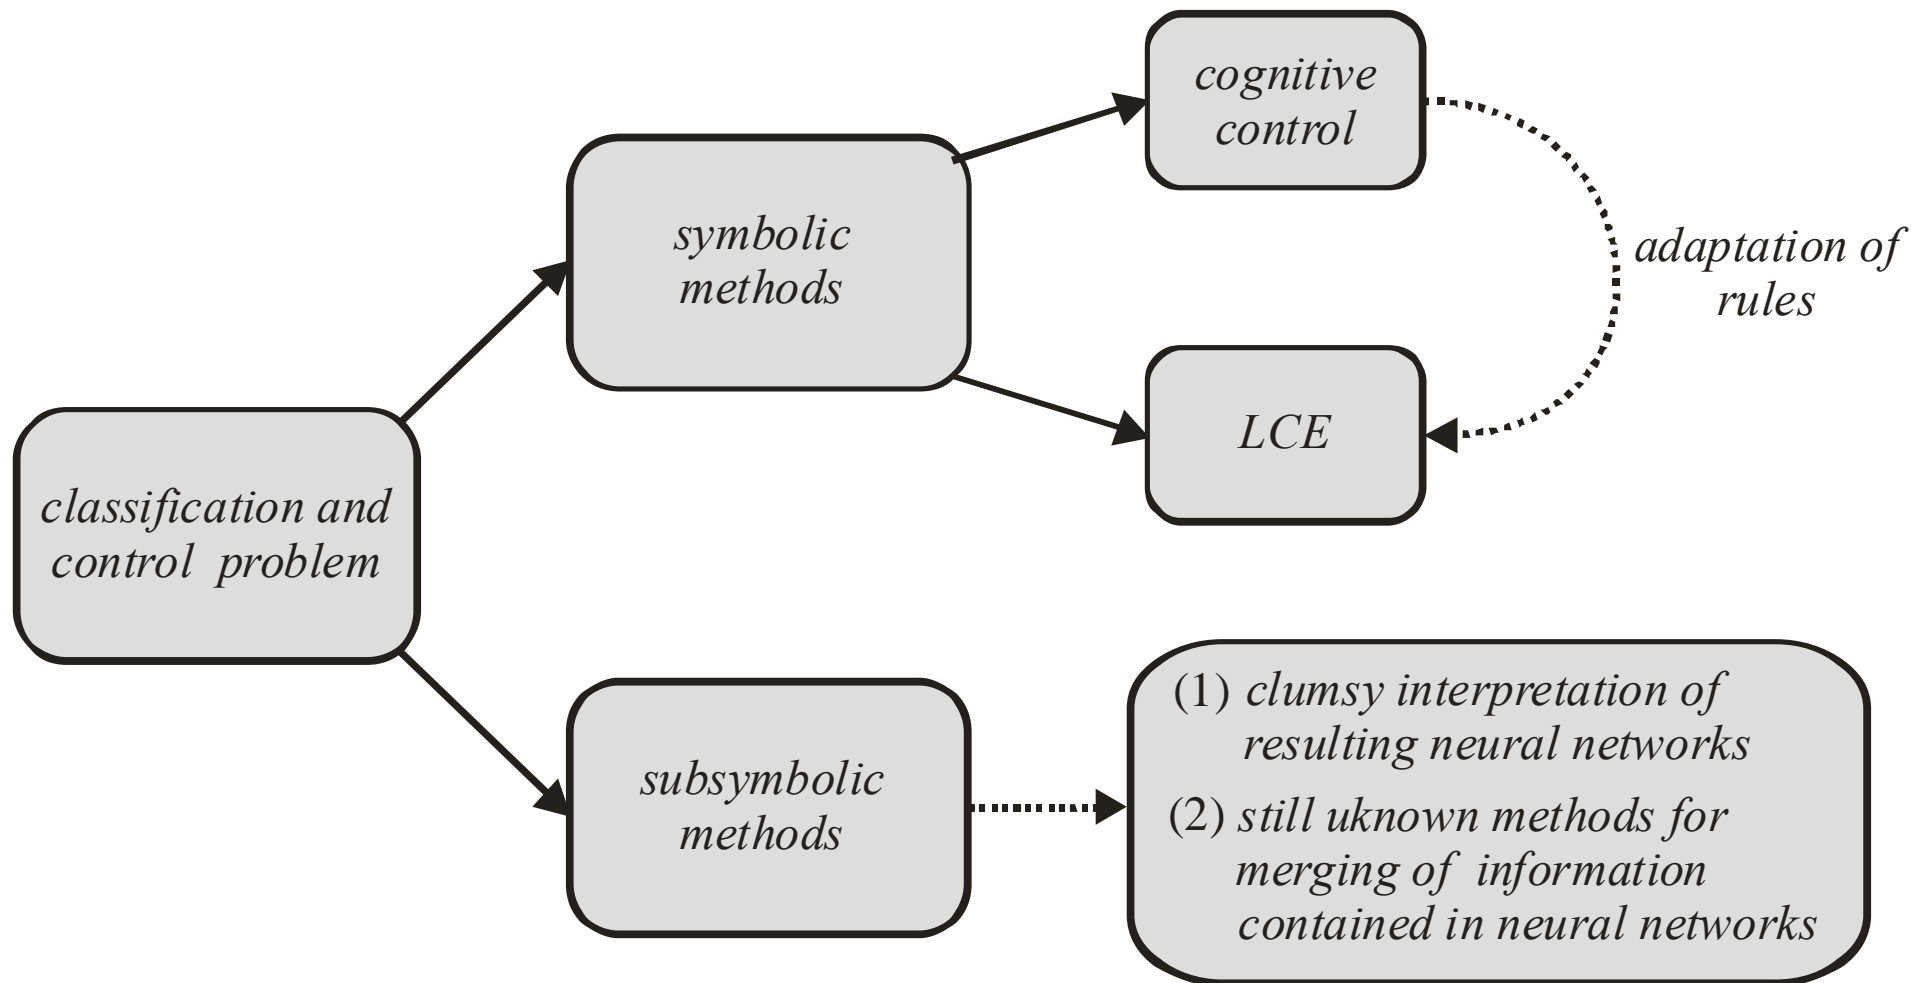 cognitive
control
symbolic
methods
adaptation of
rules
LCE
classification and
control problem
subsymbolic
methods
(1) clumsy interpretation of
resulting neural networks
(2) still uknown methods for
merging of information
contained in neural networks